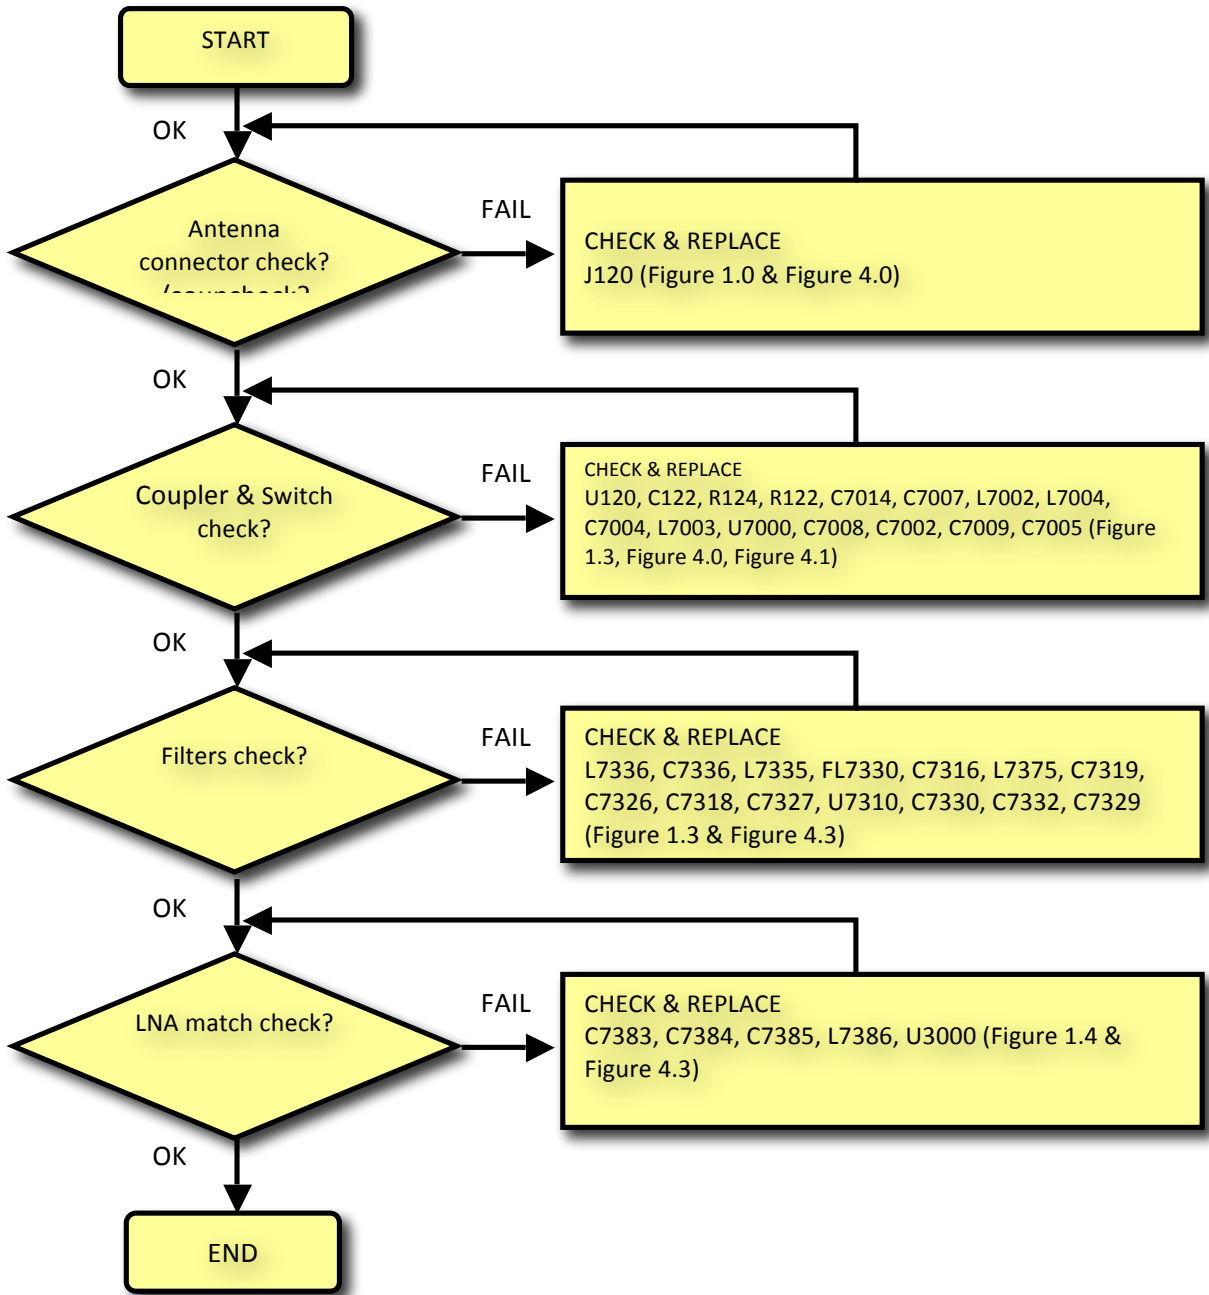 START
OK
Antenna
connector check?
FAIL
CHECK & REPLACE
J120 (Figure 1.0 & Figure 4.0)
OK
Coupler & Switch
check?
FAIL
CHECK & REPLACE
U120, C122, R124, R122, C7014, C7007, L7002, L7004,
C7004, L7003, U7000, C7008, C7002, C7009, C7005 (Figure
1.3, Figure 4.0, Figure 4.1)
OK
Filters check?
FAIL
CHECK & REPLACE
L7336, C7336, L7335, FL7330, C7316, L7375, C7319,
C7326, C7318, C7327, U7310, C7330, C7332, C7329
(Figure 1.3 & Figure 4.3)
OK
LNA match check?
FAIL
CHECK & REPLACE
C7383, C7384, C7385, L7386, U3000 (Figure 1.4 &
Figure 4.3)
OK
END